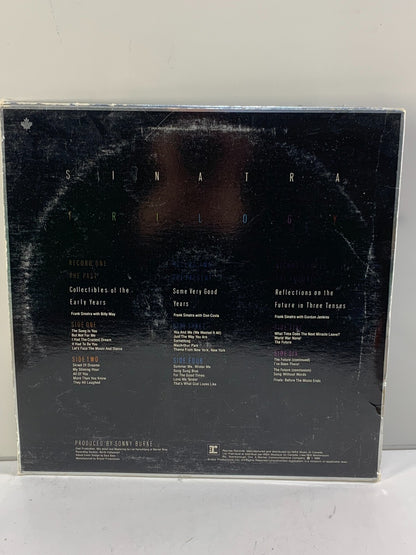 SINATRA
TRILOGY
RECORD ONE
THE PAST
Collectibles of the
Early Years
Frank Sinatra with Billy May
SIDE ONE
The Song Is You
But Not For Me
I Had The Craziest Dream
It Had To Be You
Let's Face The Music And Dance
SIDE TWO
Street Of Dreams
My Shining Hour
All Of You
More Than You Know
They All Laughed
Some Very Good
Years
Frank Sinatra with Don Costa
You And Me (We Wanted It All)
Just The Way You Are
Something
MacArthur Park
Theme From New York, New York
SIDE FOUR
Summer Me, Winter Me
Song Sung Blue
For The Good Times
Love Me Tender
That's What God Looks Like
Reflections on the
Future in Three Tenses
Frank Sinatra with Gordon Jenkins
What Time Does The Next Miracle Leave?
World War None!
The Future
SIDE SIX
The Future (continued)
I've Been There!
The Future (continued)
Song Without Words
Finale: Before The Music Ends
PRODUCED BY SONNY BURKE